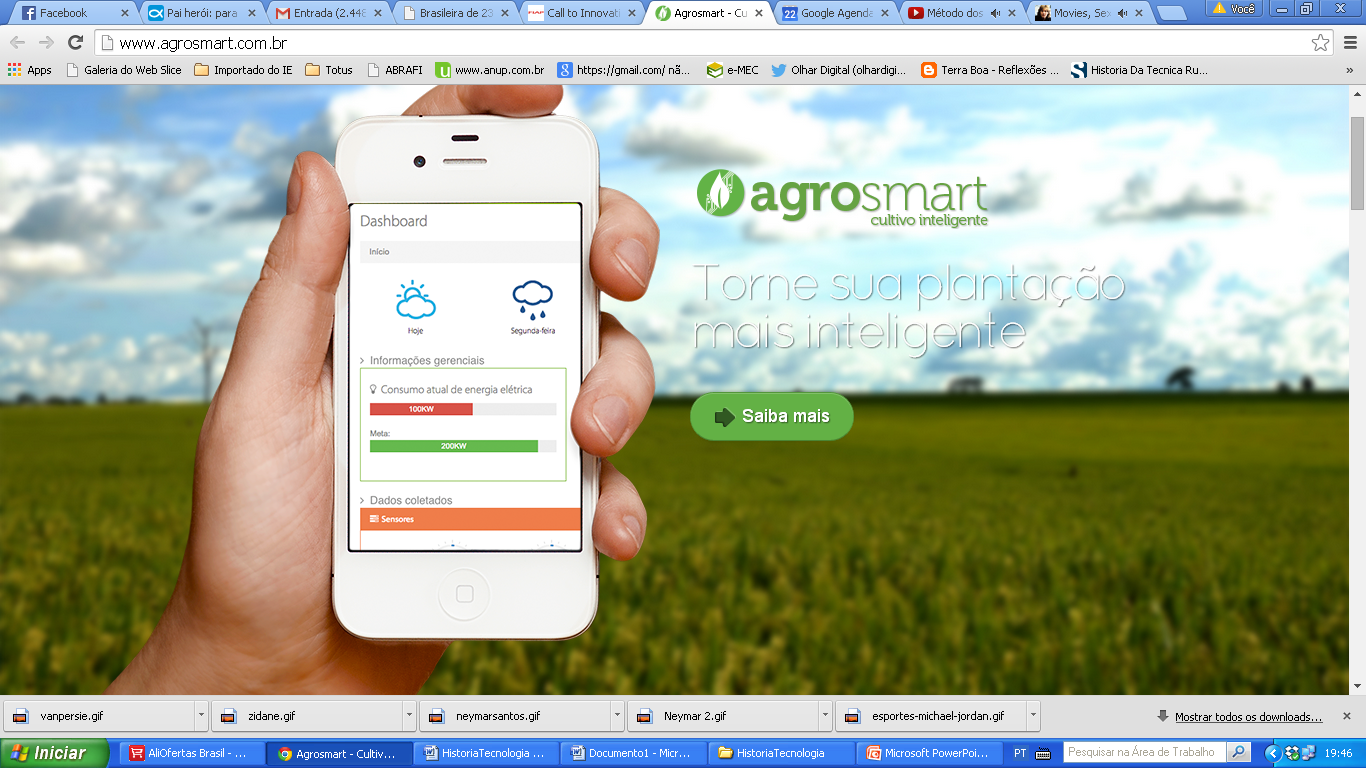 Facebook
Pai herói: para
Entrada (2.448
Brasileira de 23
Call to Innovati
Agrosmart - Cu
Google Agenda
Método dos
Movies, Sex
Você
www.agrosmart.com.br
Apps
Galeria do Web Slice
Importado do IE
Totus
ABRAFI
www.anup.com.br
https://gmail.com/ nã...
e-MEC
Olhar Digital (olhardigi...
Terra Boa - Reflexões ...
Historia Da Tecnica Ru...
»
Dashboard
Início
Hoje
Segunda-feira
Informações gerenciais
Consumo atual de energia elétrica
100KW
Meta:
200KW
Dados coletados
Sensores
agrosmart
cultivo inteligente
Torne sua plantação
mais inteligente
Saiba mais
vanpersie.gif
zidane.gif
neymarsantos.gif
Neymar 2.gif
esportes-michael-jordan.gif
Mostrar todos os downloads...
Iniciar
AliOfertas Brasil - ...
Agrosmart - Cultiv...
HistoriaTecnologia ...
Documento1 - Micr...
HistoriaTecnologia
Microsoft PowerPoi...
PT
Pesquisar na Área de Trabalho
19:46